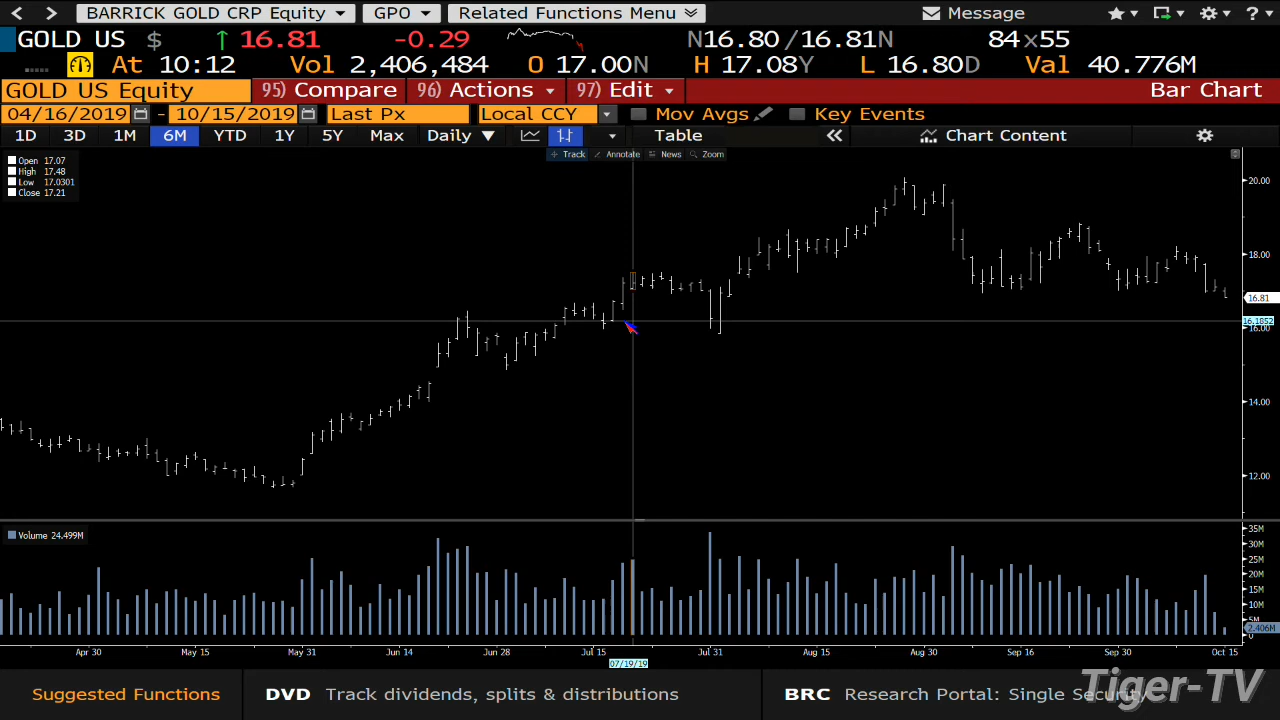 BARRICK GOLD CRP Equity GPO Related Functions Menu Message
GOLD US $ ↑ 16.81 -0.29 N16.80/16.81N 84x55
At 10:12 Vol 2,406,484 O 17.00N H 17.08Y L 16.80D Val 40.776M
GOLD US Equity 95) Compare 96) Actions 97) Edit Bar Chart
04/16/2019 - 10/15/2019 Last Px Local CCY Mov Avgs Key Events
1D 3D 1M 6M YTD 1Y 5Y Max Daily ▼ Table « Chart Content
Track Annotate News Zoom
Open 17.07
High 17.48
Low 17.0301
Close 17.21
20.00
18.00
16.81
16.1852
16.00
14.00
12.00
Volume 24.499M
35M
30M
25M
20M
15M
10M
5M
2.406M
0
Apr 30 May 15 May 31 Jun 14 Jun 28 Jul 15 Jul 31 Aug 15 Aug 30 Sep 16 Sep 30 Oct 15
07/19/19
Suggested Functions DVD Track dividends, splits & distributions BRC Research Portal: Single Security
Tiger-TV